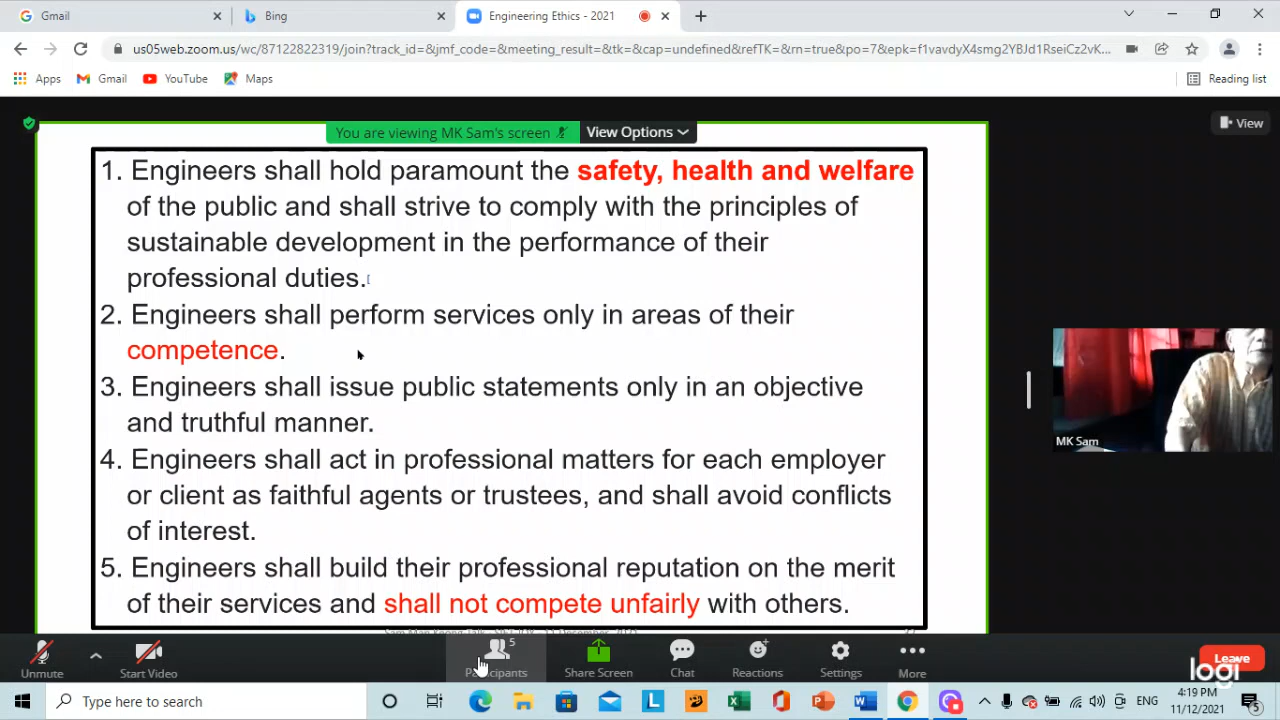 Gmail
Bing
Engineering Ethics - 2021
us05web.zoom.us/wc/87122822319/join?track_id=&jmf_code=&meeting_result=&tk=&cap=undefined&refTK=&rn=true&po=7&epk=f1vavdyX4smg2YBJd1RseiCz2vK...
Apps
Gmail
YouTube
Maps
Reading list
You are viewing MK Sam's screen
View Options
View
1. Engineers shall hold paramount the safety, health and welfare
of the public and shall strive to comply with the principles of
sustainable development in the performance of their
professional duties.
2. Engineers shall perform services only in areas of their
competence.
3. Engineers shall issue public statements only in an objective
and truthful manner.
4. Engineers shall act in professional matters for each employer
or client as faithful agents or trustees, and shall avoid conflicts
of interest.
5. Engineers shall build their professional reputation on the merit
of their services and shall not compete unfairly with others.
MK Sam
Unmute
Start Video
5
Participants
Share Screen
Chat
Reactions
Settings
More
Leave
logi
Type here to search
ENG
4:19 PM
11/12/2021
5